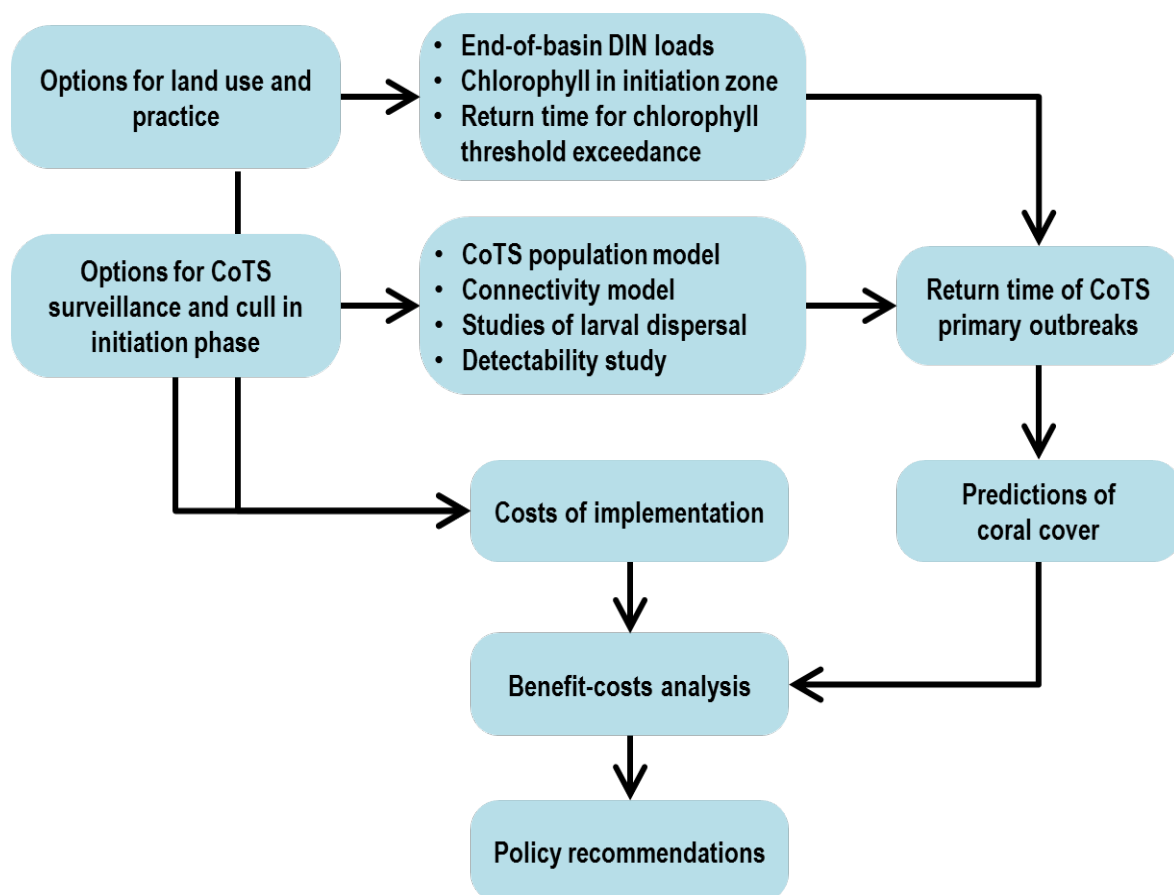 Options for land use and
practice
• End-of-basin DIN loads
• Chlorophyll in initiation zone
• Return time for chlorophyll
threshold exceedance
Options for CoTS
surveillance and cull in
initiation phase
• CoTS population model
• Connectivity model
• Studies of larval dispersal
• Detectability study
Return time of CoTS
primary outbreaks
Costs of implementation
Predictions of
coral cover
Benefit-costs analysis
Policy recommendations